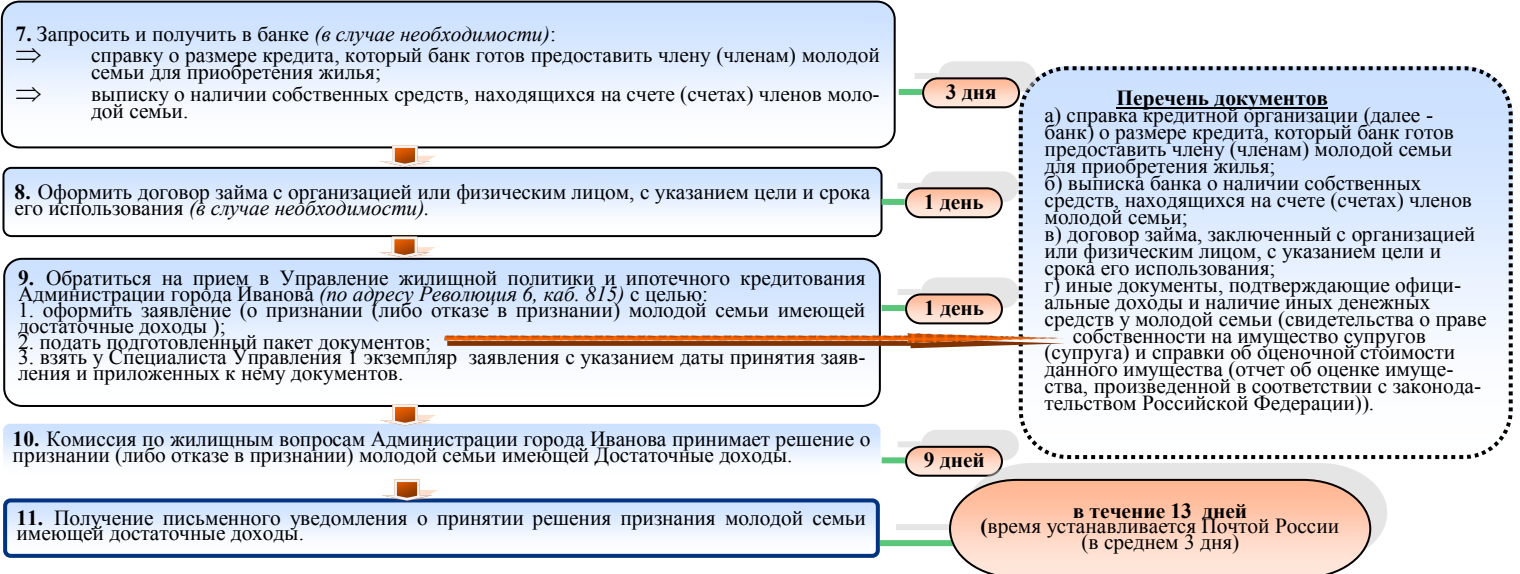 7. Запросить и получить в банке (в случае необходимости):
⇒ справку о размере кредита, который банк готов предоставить члену (членам) молодой
семьи для приобретения жилья;
⇒ выписку о наличии собственных средств, находящихся на счете (счетах) членов моло-
дой семьи.
3 дня
8. Оформить договор займа с организацией или физическим лицом, с указанием цели и срока
его использования (в случае необходимости).
1 день
9. Обратиться на прием в Управление жилищной политики и ипотечного кредитования
Администрации города Иванова (по адресу Революция 6, каб. 815) с целью:
1. оформить заявление (о признании (либо отказе в признании) молодой семьи имеющей
достаточные доходы );
2. подать подготовленный пакет документов;
3. взять у Специалиста Управления 1 экземпляр заявления с указанием даты принятия заяв-
ления и приложенных к нему документов.
1 день
Перечень документов
а) справка кредитной организации (далее -
банк) о размере кредита, который банк готов
предоставить члену (членам) молодой семьи
для приобретения жилья;
б) выписка банка о наличии собственных
средств, находящихся на счете (счетах) членов
молодой семьи;
в) договор займа, заключенный с организацией
или физическим лицом, с указанием цели и
срока его использования;
г) иные документы, подтверждающие офици-
альные доходы и наличие иных денежных
средств у молодой семьи (свидетельства о праве
собственности на имущество супругов
(супруга) и справки об оценочной стоимости
данного имущества (отчет об оценке имуще-
ства, произведенной в соответствии с законода-
тельством Российской Федерации)).
10. Комиссия по жилищным вопросам Администрации города Иванова принимает решение о
признании (либо отказе в признании) молодой семьи имеющей Достаточные доходы.
9 дней
11. Получение письменного уведомления о принятии решения признания молодой семьи
имеющей достаточные доходы.
в течение 13 дней
(время устанавливается Почтой России
(в среднем 3 дня)